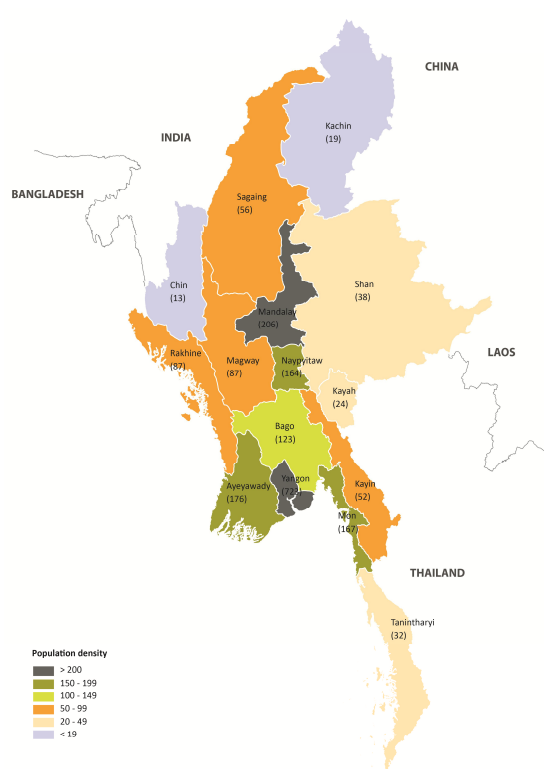 CHINA
Kachin
(19)
INDIA
BANGLADESH
Sagaing
(56)
Chin
(13)
Shan
(38)
Mandalay
(206)
Rakhine
(87)
Magway
(87)
Naypyitaw
(164)
LAOS
Kayah
(24)
Bago
(123)
Ayeyawady
(176)
Yangon
Kayin
(52)
Mon
(167)
THAILAND
Tanintharyi
(32)
Population density
> 200
150 - 199
100 - 149
50 - 99
20 - 49
< 19